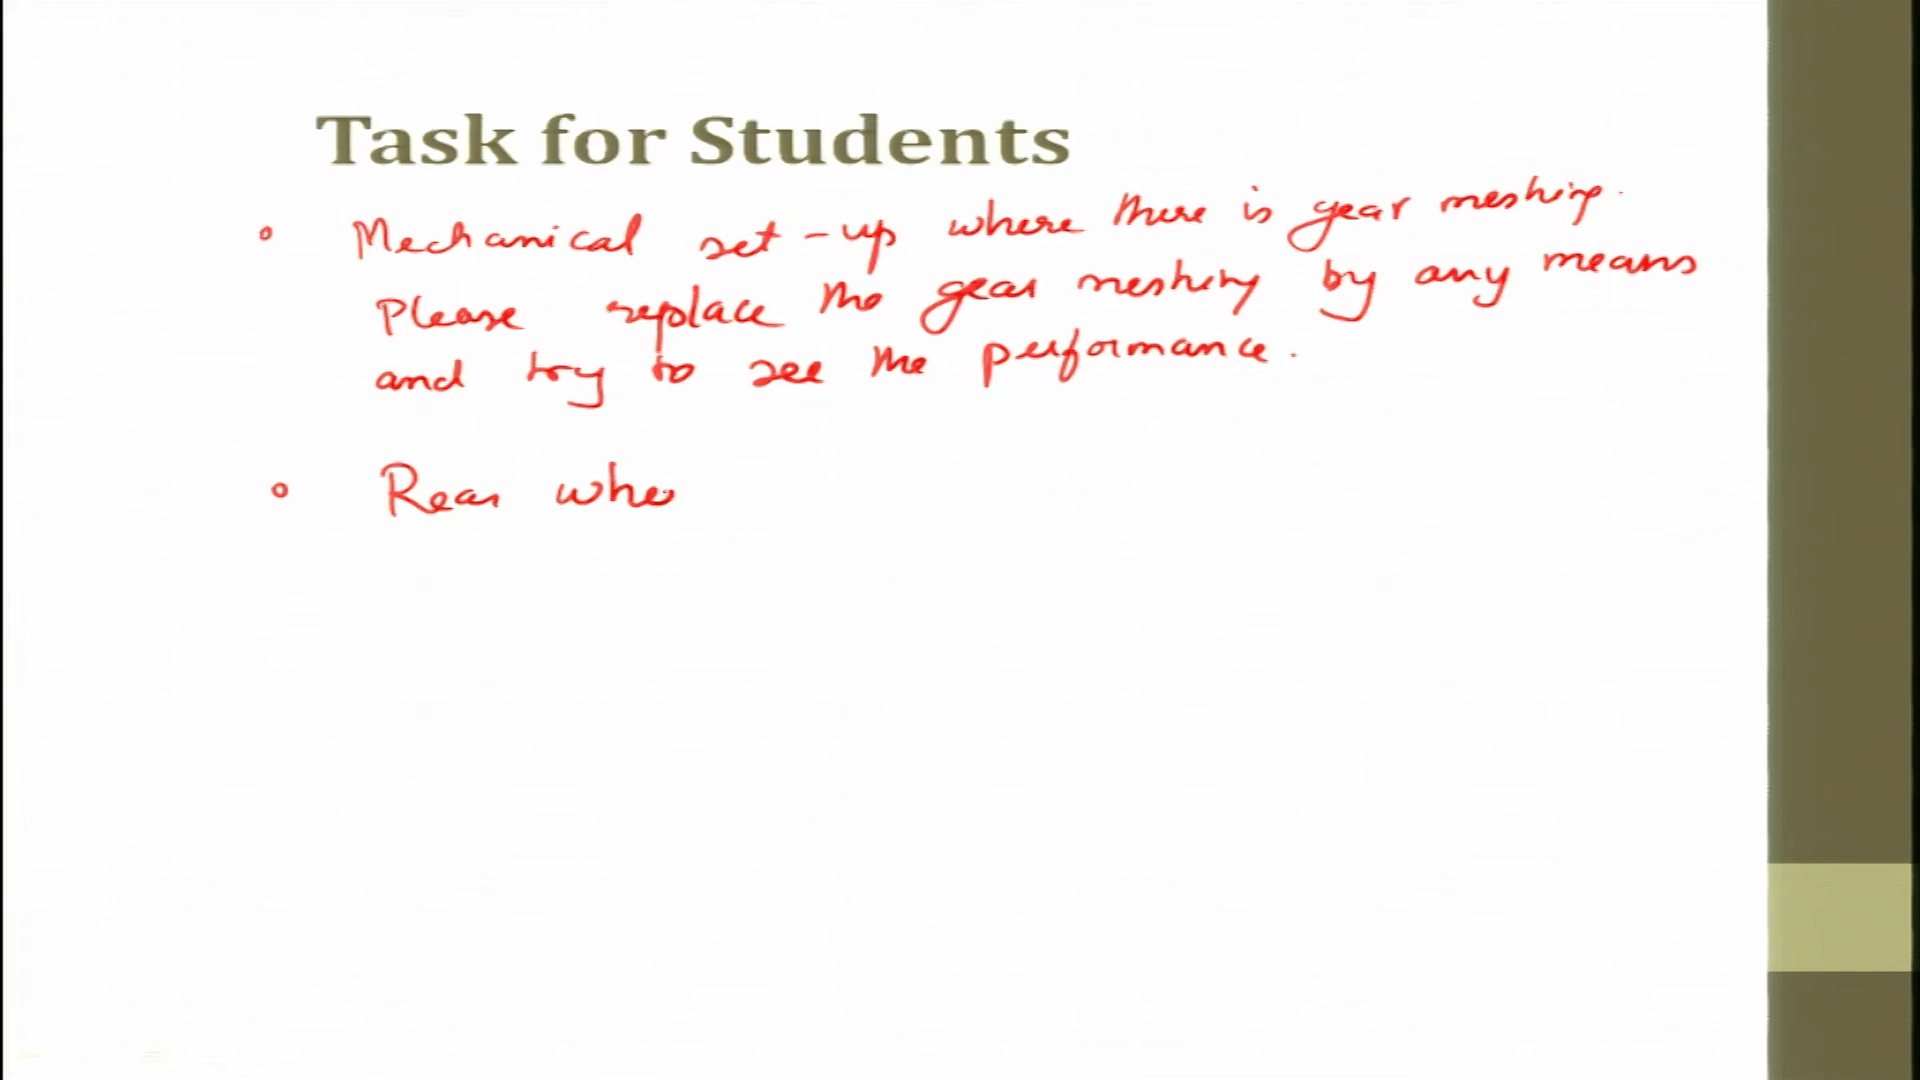 Task for Students
Mechanical set-up where there is gear meshing.
Please replace the gear meshing by any means
and try to see the performance.
Rear whe